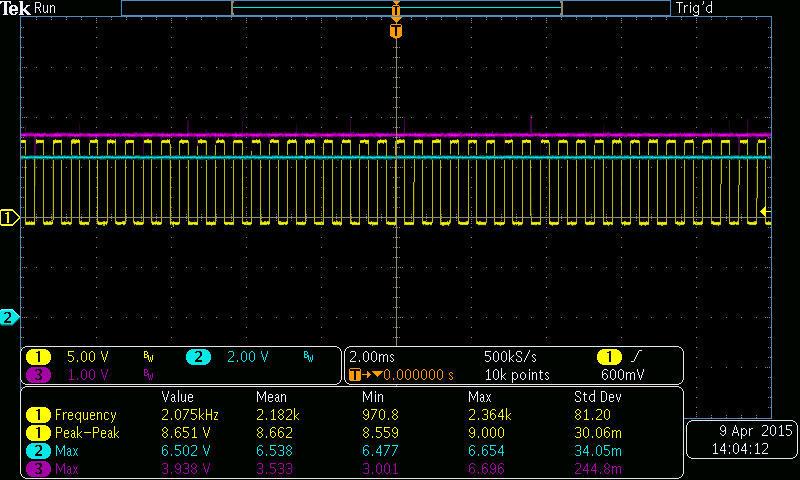 Tek Run Trig'd
T
T
1
2
1 5.00 V BW 2 2.00 V BW
3 1.00 V BW
2.00ms 500kS/s 1
T→▼0.000000 s 10k points 600mV
Value Mean Min Max Std Dev
1 Frequency 2.075kHz 2.182k 970.8 2.364k 81.20
1 Peak-Peak 8.651 V 8.662 8.559 9.000 30.06m
2 Max 6.502 V 6.538 6.477 6.654 34.05m
3 Max 3.938 V 3.533 3.001 6.696 244.8m
9 Apr 2015
14:04:12